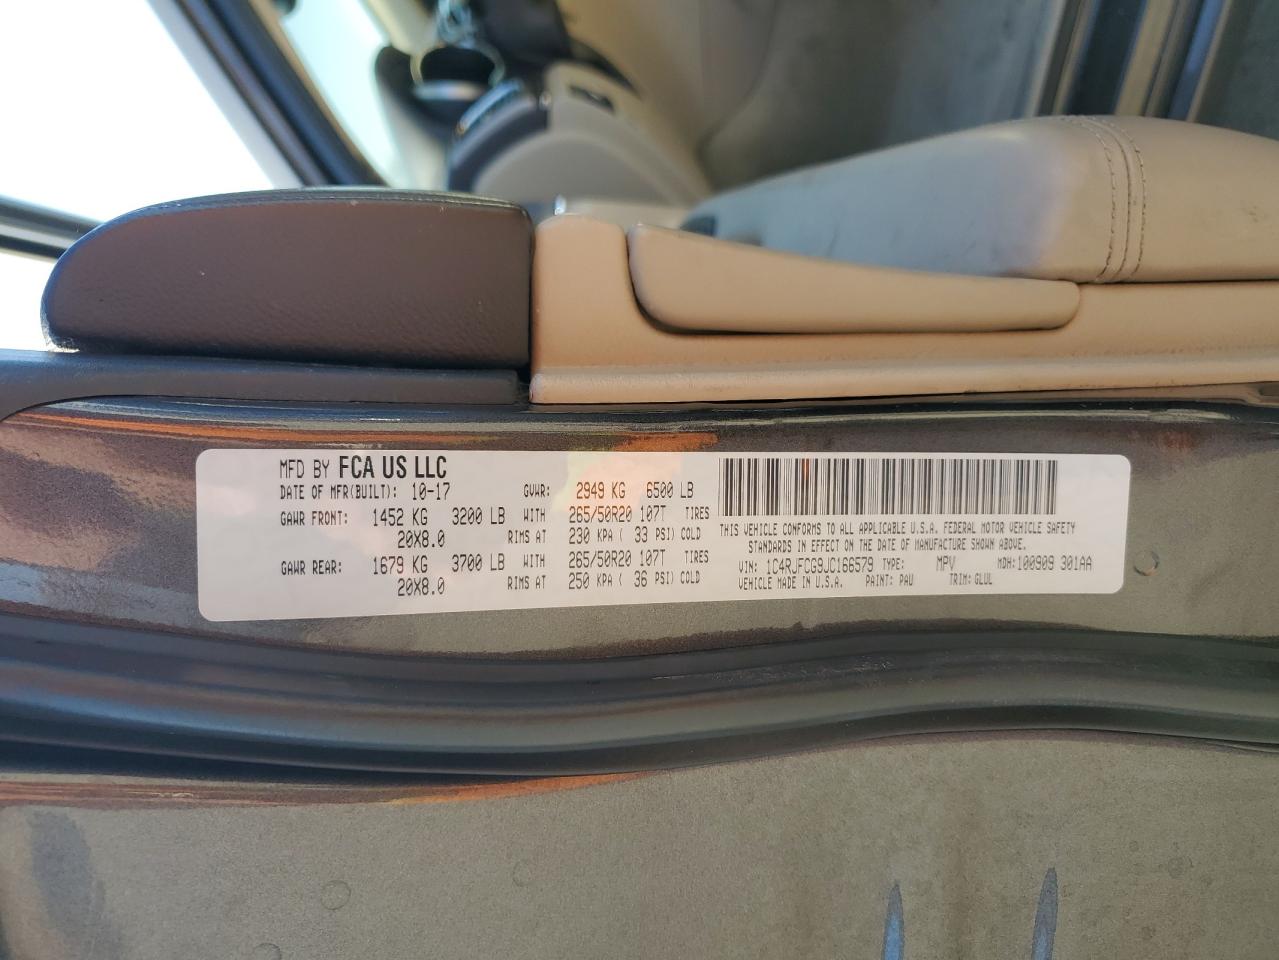 MFD BY FCA US LLC
DATE OF MFR(BUILT): 10-17 GVWR: 2949 KG 6500 LB
GAWR FRONT: 1452 KG 3200 LB WITH 265/50R20 107T TIRES
20X8.0 RIMS AT 230 KPA ( 33 PSI) COLD
GAWR REAR: 1679 KG 3700 LB WITH 265/50R20 107T TIRES
20X8.0 RIMS AT 250 KPA ( 36 PSI) COLD
THIS VEHICLE CONFORMS TO ALL APPLICABLE U.S.A. FEDERAL MOTOR VEHICLE SAFETY
STANDARDS IN EFFECT ON THE DATE OF MANUFACTURE SHOWN ABOVE.
VIN: 1C4RJFCG9JC166579 TYPE: MPV MDH: 100909 301AA
VEHICLE MADE IN U.S.A. PAINT: PAU TRIM: GLUL